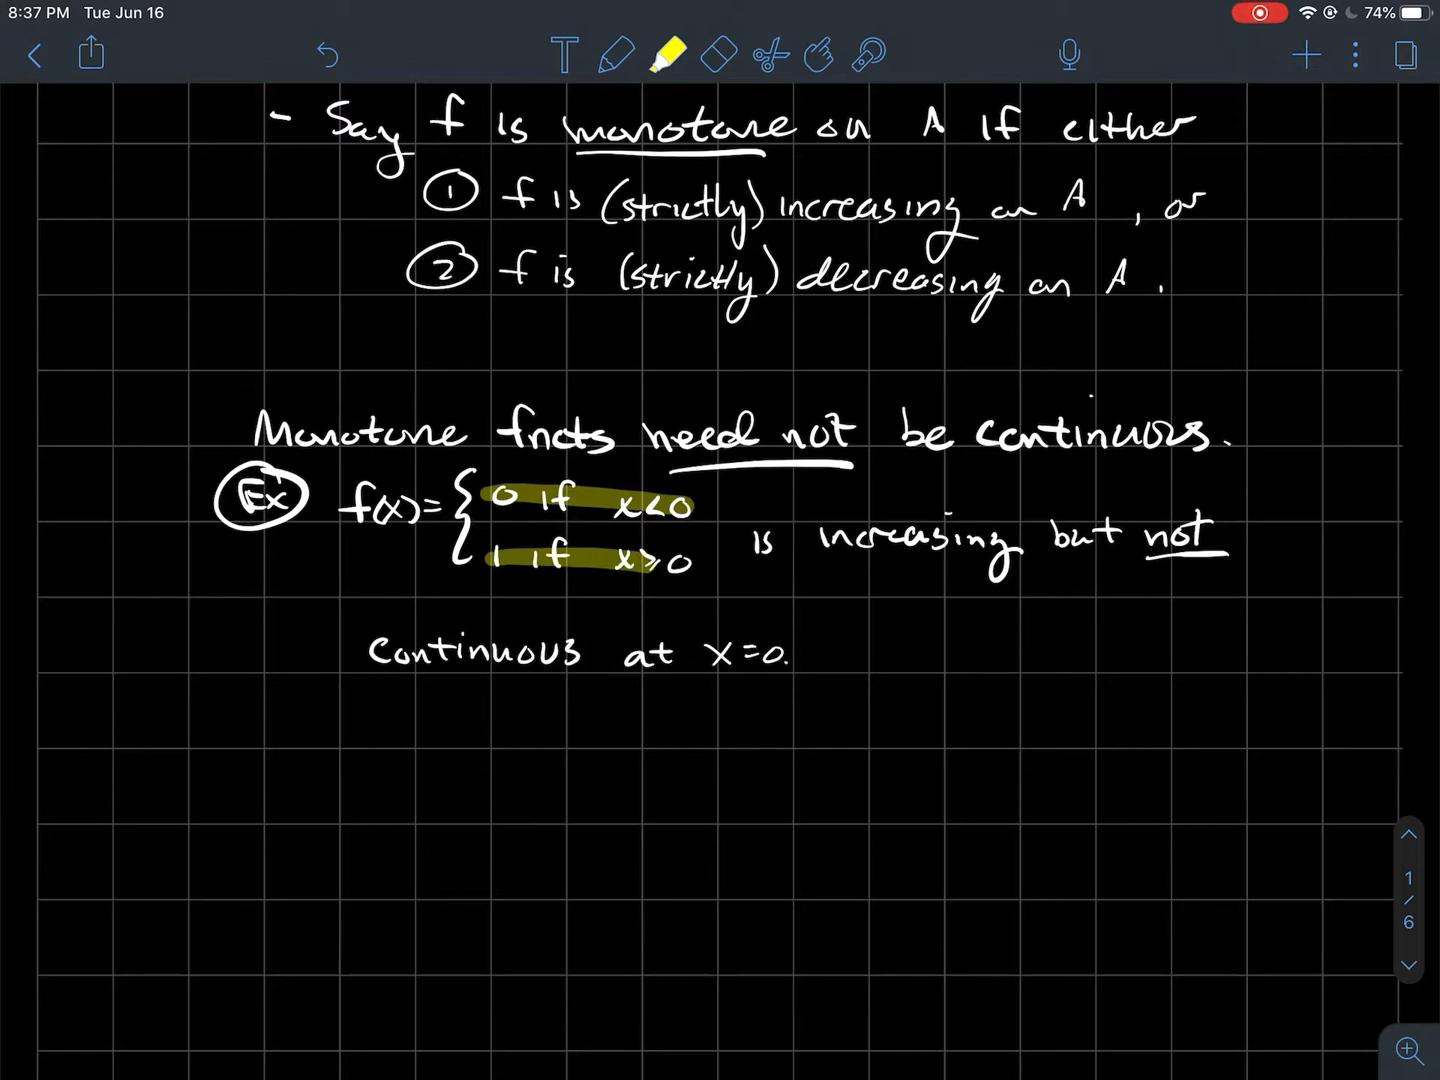 8:37 PM Tue Jun 16 74%
T
- Say f is monotone on A if either
① f is (strictly) increasing on A, or
② f is (strictly) decreasing on A.
Monotone fncts need not be continuous.
Ex f(x) = { 0 if x<0
1 if x≥0 is increasing but not
continuous at x=0.
1
/
6